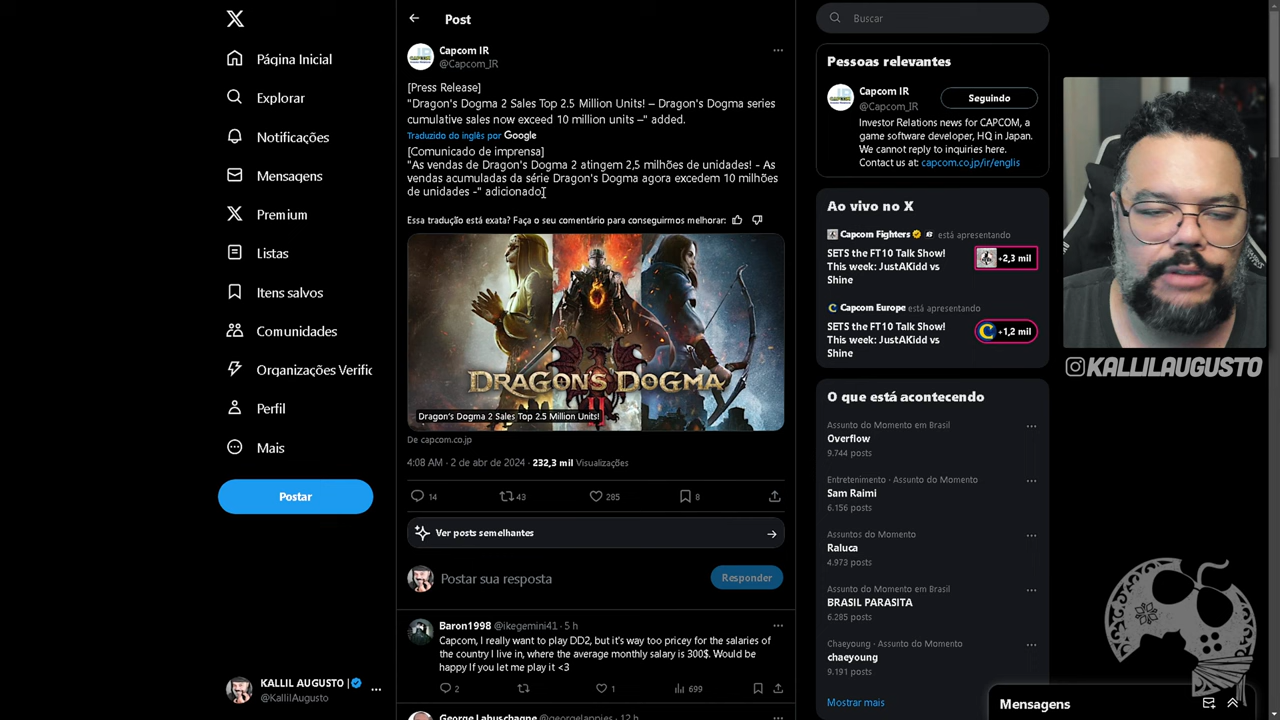 Página Inicial
Explorar
Notificações
Mensagens
Premium
Listas
Itens salvos
Comunidades
Organizações Verific
Perfil
Mais
Postar
KALLIL AUGUSTO |
@KallilAugusto
Post
Capcom IR
@Capcom_IR
[Press Release]
"Dragon's Dogma 2 Sales Top 2.5 Million Units! – Dragon's Dogma series
cumulative sales now exceed 10 million units –" added.
Traduzido do inglês por Google
[Comunicado de imprensa]
"As vendas de Dragon's Dogma 2 atingem 2,5 milhões de unidades! - As
vendas acumuladas da série Dragon's Dogma agora excedem 10 milhões
de unidades -" adicionado.
Essa tradução está exata? Faça o seu comentário para conseguirmos melhorar:
DRAGON'S DOGMA
II
Dragon's Dogma 2 Sales Top 2.5 Million Units!
De capcom.co.jp
4:08 AM · 2 de abr de 2024 · 232,3 mil Visualizações
14 43 285 8
Ver posts semelhantes
Postar sua resposta
Responder
Baron1998 @ikegemini41 · 5 h
Capcom, I really want to play DD2, but it's way too pricey for the salaries of
the country I live in, where the average monthly salary is 300$. Would be
happy If you let me play it <3
2 1 699
George Labuschagne @georgelappies · 12 h
Buscar
Pessoas relevantes
Capcom IR
@Capcom_IR
Seguindo
Investor Relations news for CAPCOM, a
game software developer, HQ in Japan.
We cannot reply to inquiries here.
Contact us at: capcom.co.jp/ir/englis
Ao vivo no X
Capcom Fighters está apresentando
SETS the FT10 Talk Show!
This week: JustAKidd vs
Shine
+2,3 mil
Capcom Europe está apresentando
SETS the FT10 Talk Show!
This week: JustAKidd vs
Shine
+1,2 mil
O que está acontecendo
Assunto do Momento em Brasil
Overflow
9.744 posts
Entretenimento · Assunto do Momento
Sam Raimi
6.156 posts
Assuntos do Momento
Raluca
4.973 posts
Assunto do Momento em Brasil
BRASIL PARASITA
6.285 posts
Chaeyoung · Assunto do Momento
chaeyoung
9.191 posts
Mostrar mais
Mensagens
KALLILAUGUSTO